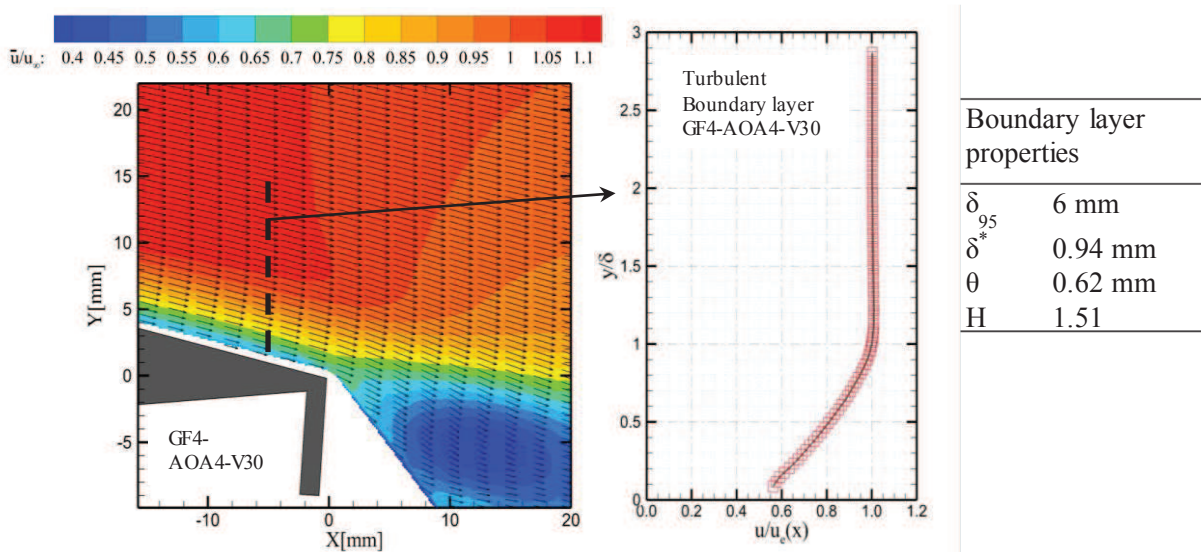 ū/u∞: 0.4 0.45 0.5 0.55 0.6 0.65 0.7 0.75 0.8 0.85 0.9 0.95 1 1.05 1.1
Y[mm]
20
15
10
5
0
-5
GF4-
AOA4-V30
-10 0 10 20
X[mm]
y/δ
3
2.5
2
1.5
1
0.5
0
Turbulent
Boundary layer
GF4-AOA4-V30
0.0 0.2 0.4 0.6 0.8 1.0 1.2
u/uₑ(x)
Boundary layer
properties
δ₉₅ 6 mm
δ* 0.94 mm
θ 0.62 mm
H 1.51